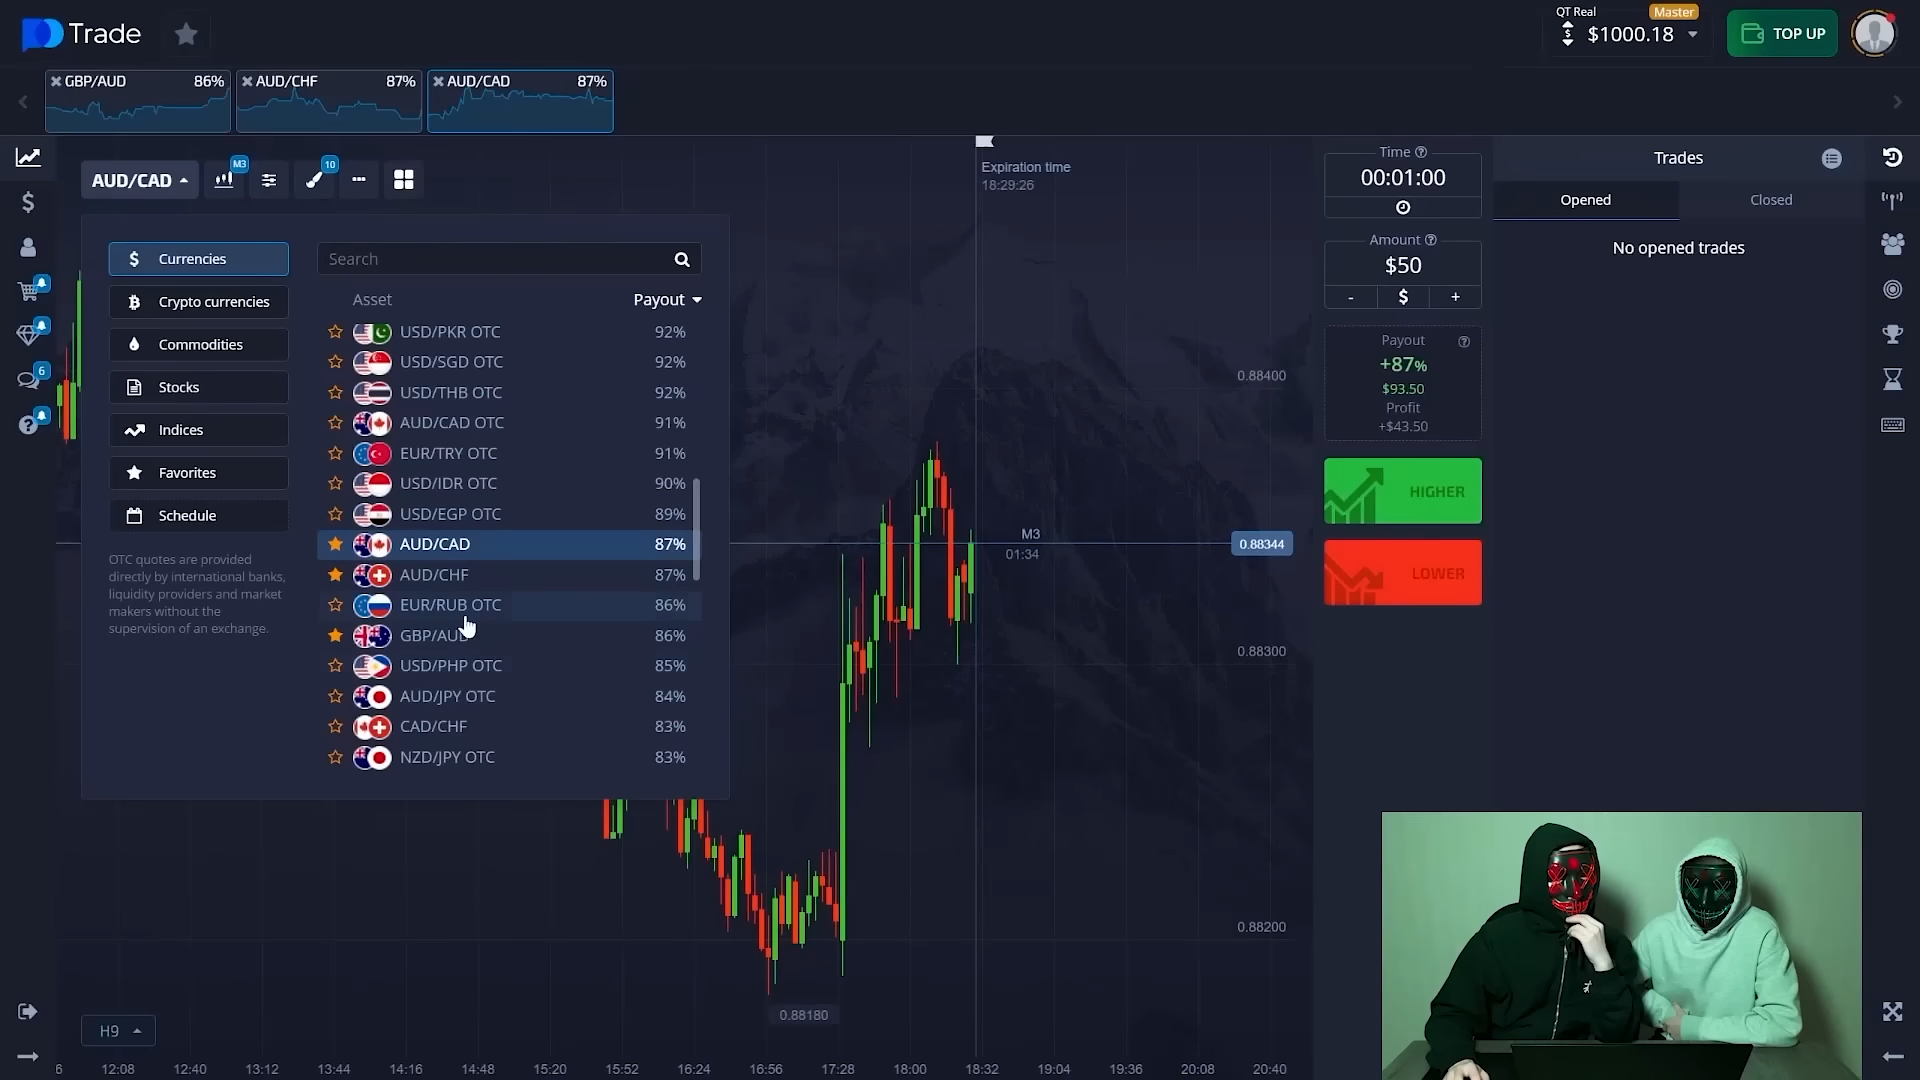 Trade
QT Real
Master
$1000.18
TOP UP
GBP/AUD 86%
AUD/CHF 87%
AUD/CAD 87%
AUD/CAD
M3
10
Expiration time
18:29:26
Currencies
Crypto currencies
Commodities
Stocks
Indices
Favorites
Schedule
OTC quotes are provided
directly by international banks,
liquidity providers and market
makers without the
supervision of an exchange.
Search
Asset Payout
USD/PKR OTC 92%
USD/SGD OTC 92%
USD/THB OTC 92%
AUD/CAD OTC 91%
EUR/TRY OTC 91%
USD/IDR OTC 90%
USD/EGP OTC 89%
AUD/CAD 87%
AUD/CHF 87%
EUR/RUB OTC 86%
GBP/AUD 86%
USD/PHP OTC 85%
AUD/JPY OTC 84%
CAD/CHF 83%
NZD/JPY OTC 83%
6
M3
01:34
0.88400
0.88344
0.88300
0.88200
0.88180
H9
6 12:08 12:40 13:12 13:44 14:16 14:48 15:20 15:52 16:24 16:56 17:28 18:00 18:32 19:04 19:36 20:08 20:40
Time
00:01:00
Amount
$50
- $ +
Payout
+87%
$93.50
Profit
+$43.50
HIGHER
LOWER
Trades
Opened Closed
No opened trades